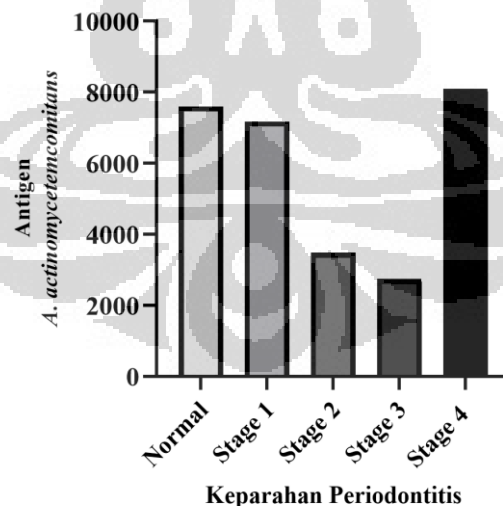 Antigen
A. actinomycetemcomitans
10000
8000
6000
4000
2000
0
Normal
Stage 1
Stage 2
Stage 3
Stage 4
Keparahan Periodontitis